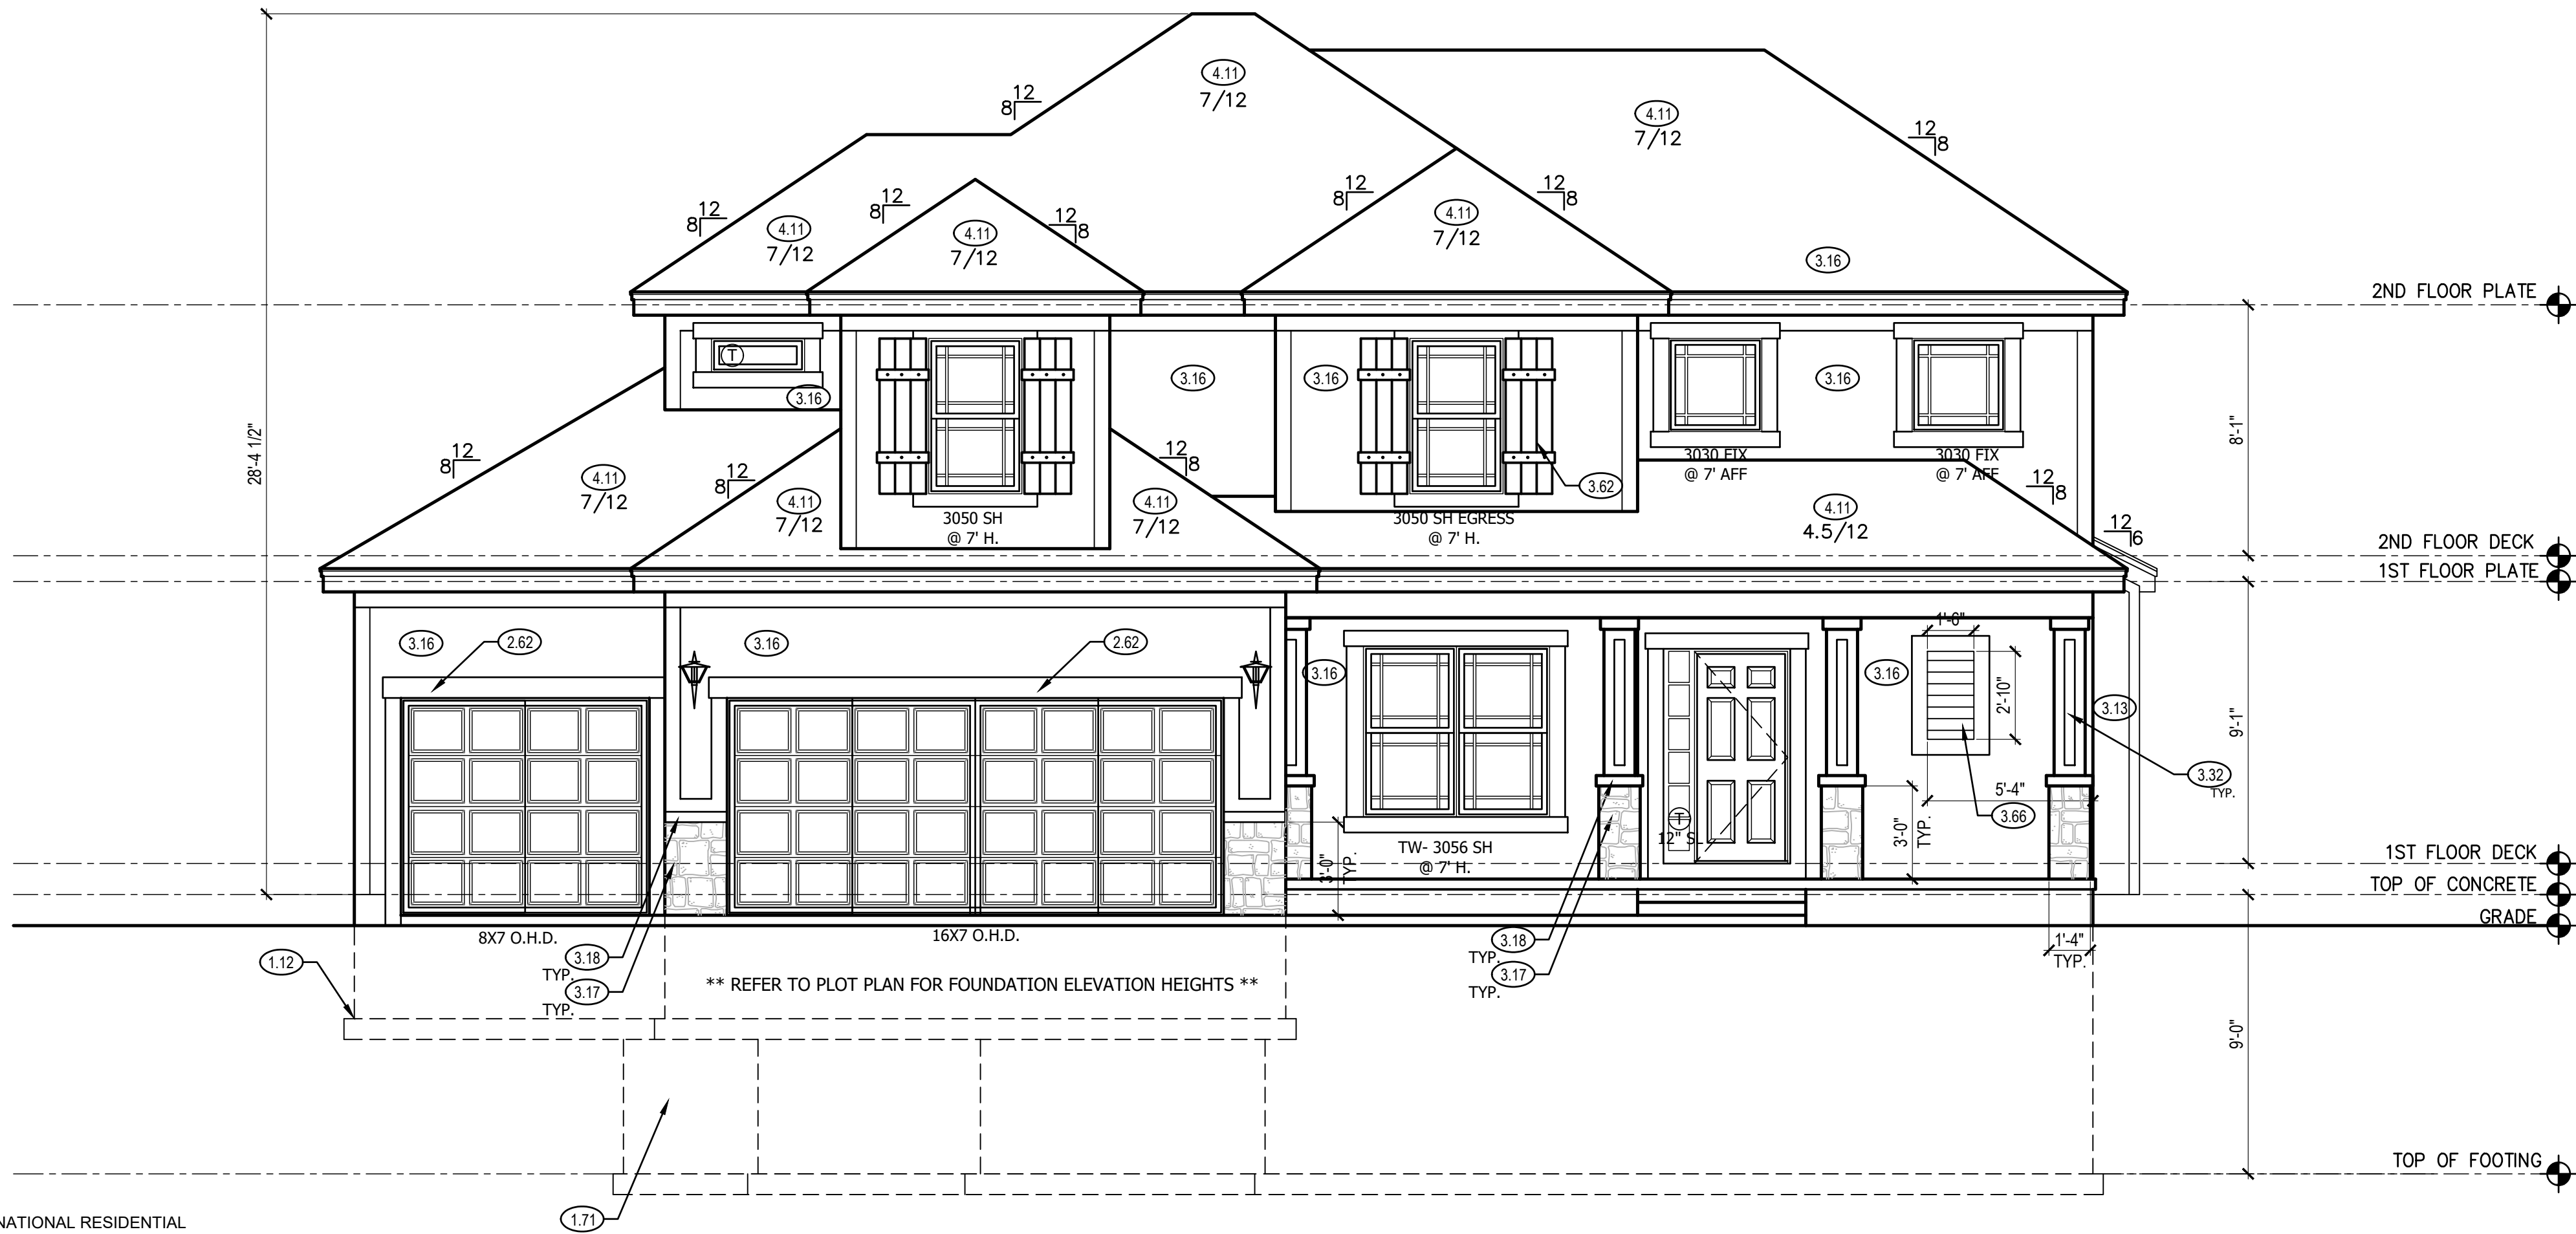 4.11
7/12
12
8
4.11
7/12
12
8
12
8
12
8
12
8
12
8
12
8
4.11
7/12
4.11
7/12
4.11
7/12
3.16
28'-4 1/2"
2ND FLOOR PLATE
T
3.16
3.16
3.16
3.16
3030 FIX
@ 7' AFF
3030 FIX
@ 7' AFF
8'-1"
12
8
4.11
7/12
12
8
4.11
7/12
3050 SH
@ 7' H.
12
8
4.11
7/12
3050 SH EGRESS
@ 7' H.
3.62
4.11
4.5/12
12
8
12
6
2ND FLOOR DECK
1ST FLOOR PLATE
3.16
2.62
3.16
2.62
3.16
3.16
1'-6"
2'-10"
3.13
9'-1"
3.32
TYP.
5'-4"
3.66
3'-0"
TYP.
T
12" SL
TW- 3056 SH
@ 7' H.
3'-0"
TYP.
1ST FLOOR DECK
TOP OF CONCRETE
GRADE
8X7 O.H.D.
16X7 O.H.D.
1'-4"
TYP.
1.12
3.18
TYP.
3.17
TYP.
** REFER TO PLOT PLAN FOR FOUNDATION ELEVATION HEIGHTS **
3.18
TYP.
3.17
TYP.
9'-0"
TOP OF FOOTING
1.71
NATIONAL RESIDENTIAL